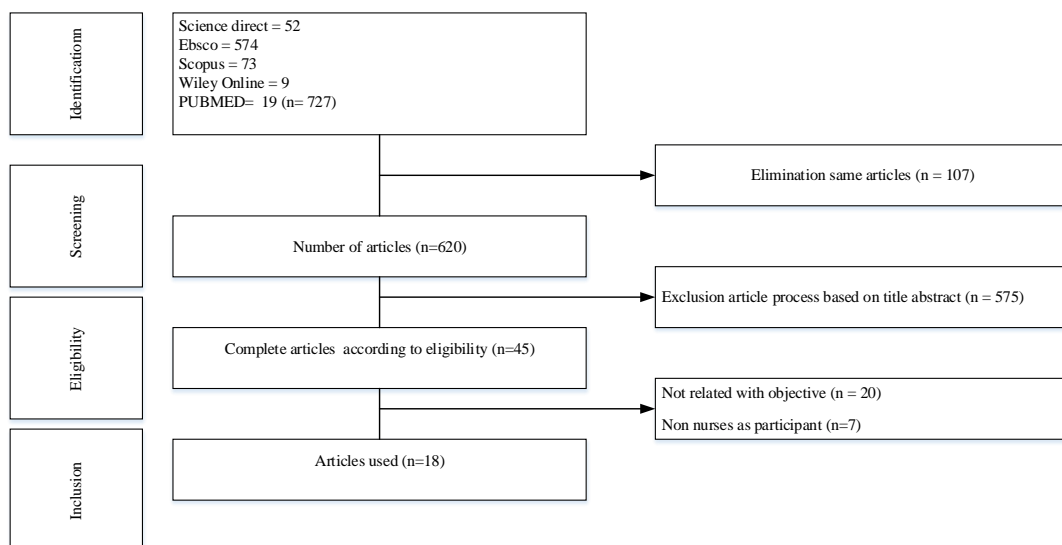 Identificationn
Science direct = 52
Ebsco = 574
Scopus = 73
Wiley Online = 9
PUBMED=  19 (n= 727)
Elimination same articles (n = 107)
Screening
Number of articles (n=620)
Exclusion article process based on title abstract (n = 575)
Eligibility
Complete articles  according to eligibility (n=45)
Not related with objective (n = 20)
Non nurses as participant (n=7)
Inclusion
Articles used (n=18)